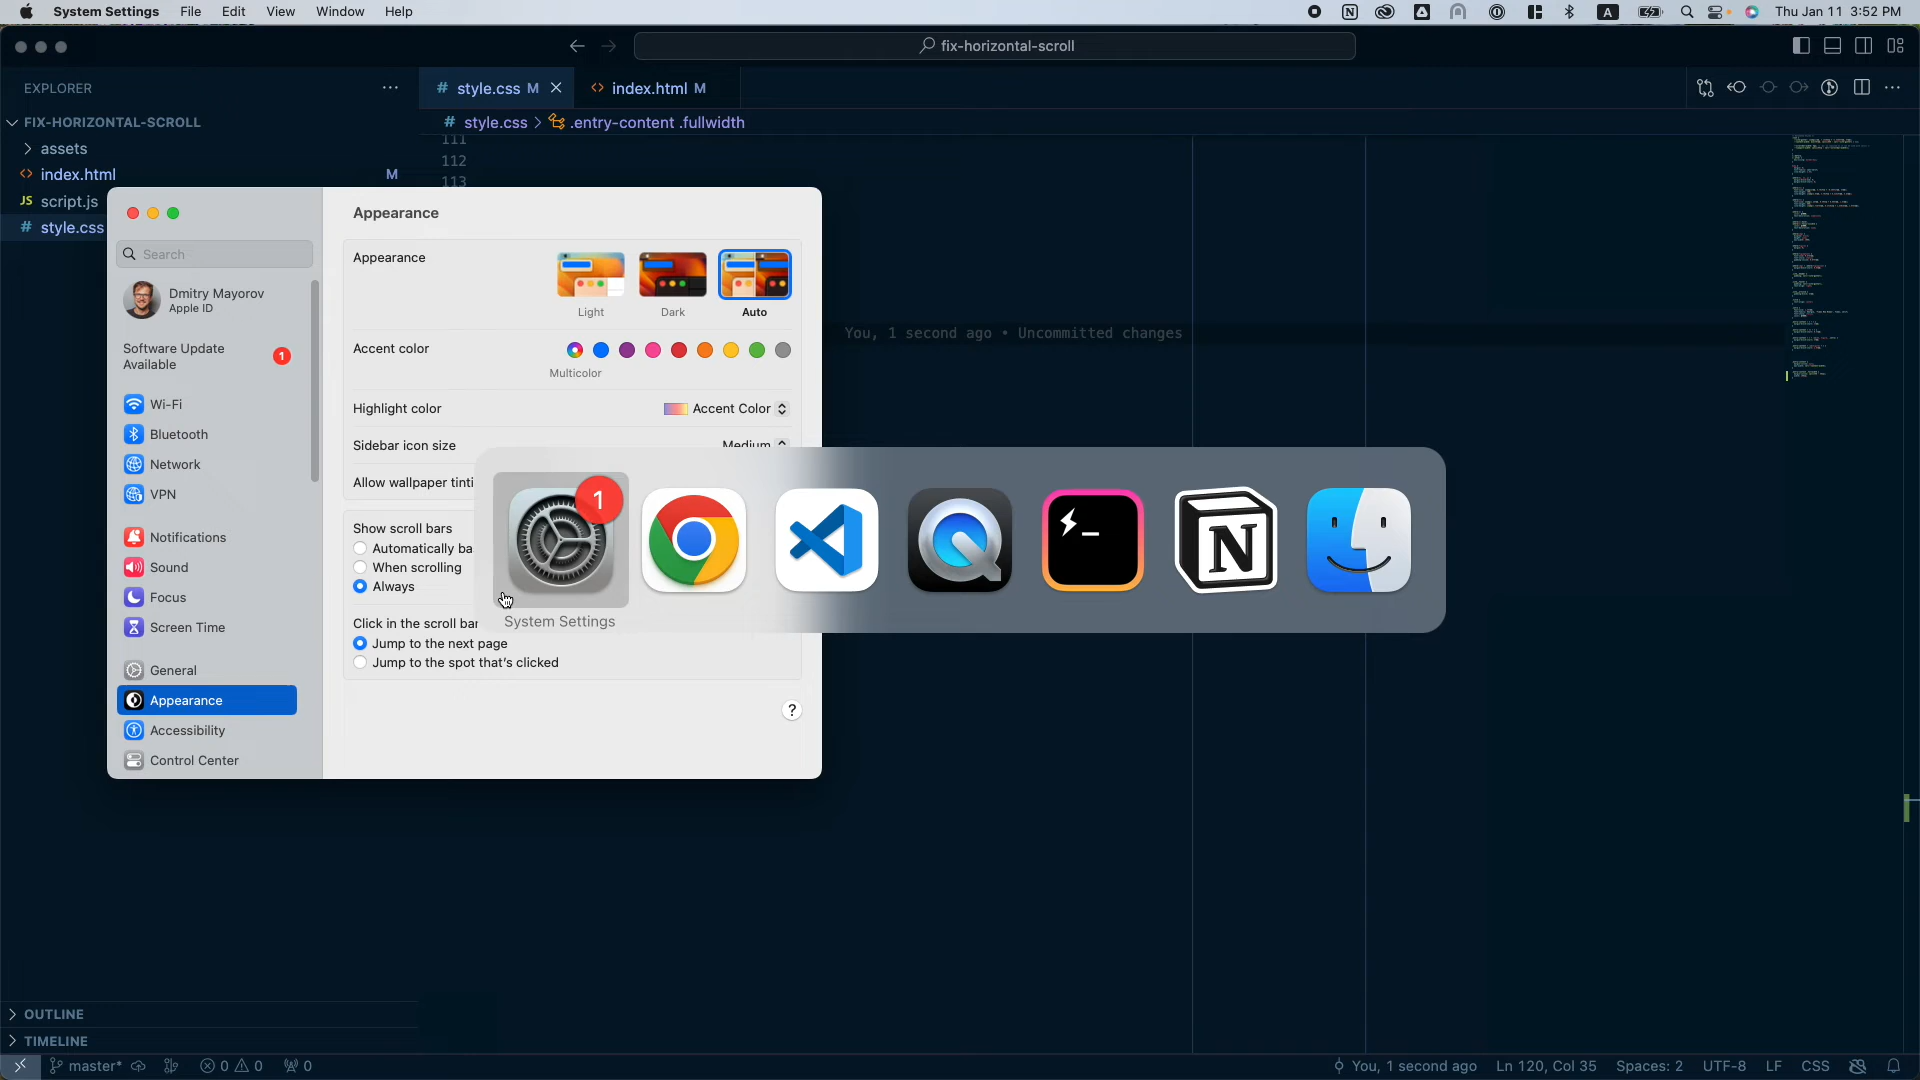 System Settings File Edit View Window Help
Thu Jan 11 3:52 PM
fix-horizontal-scroll
EXPLORER
# style.css M
<> index.html M
FIX-HORIZONTAL-SCROLL
# style.css > .entry-content .fullwidth
assets
111
112
113
<> index.html M
JS script.js
# style.css
You, 1 second ago • Uncommitted changes
Search
Dmitry Mayorov
Apple ID
Software Update
Available
1
Wi-Fi
Bluetooth
Network
VPN
Notifications
Sound
Focus
Screen Time
General
Appearance
Accessibility
Control Center
Appearance
Appearance
Light Dark Auto
Accent color
Multicolor
Highlight color Accent Color
Sidebar icon size Medium
Allow wallpaper tinti
Show scroll bars
Automatically ba
When scrolling
Always
Click in the scroll bar
Jump to the next page
Jump to the spot that's clicked
?
1
N
System Settings
OUTLINE
TIMELINE
master* 0 0 0
You, 1 second ago Ln 120, Col 35 Spaces: 2 UTF-8 LF CSS